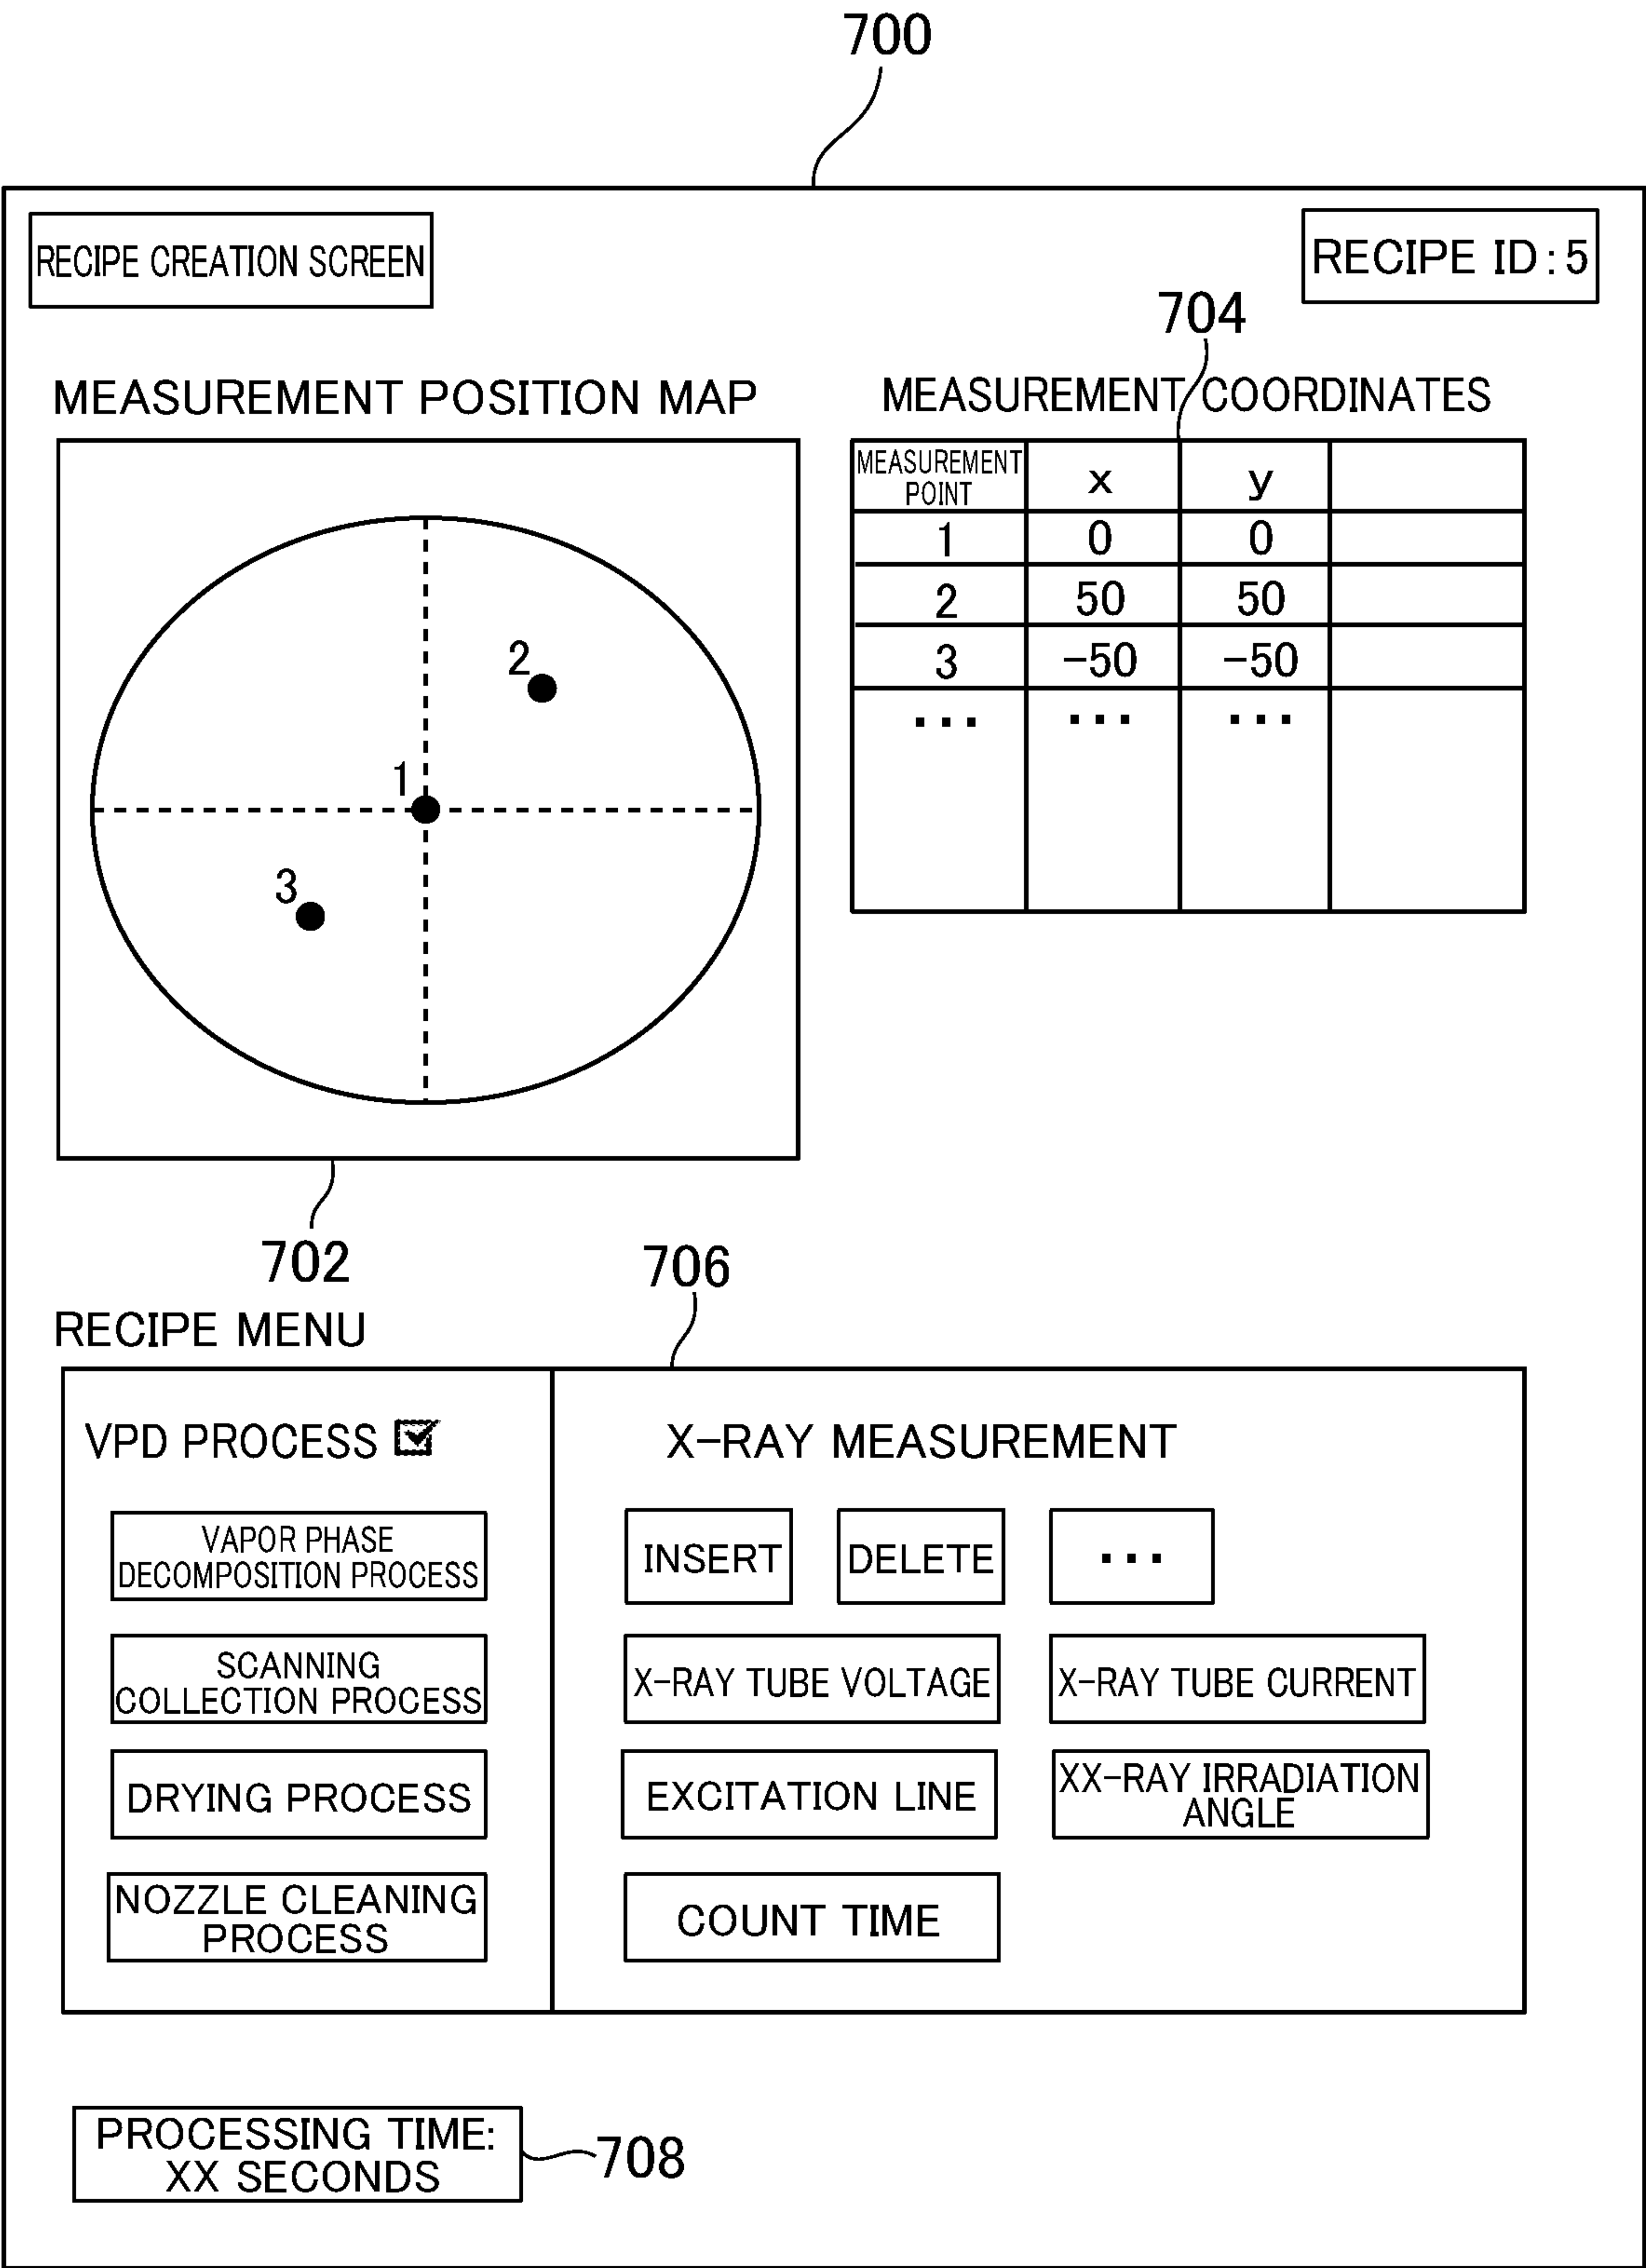 700
RECIPE CREATION SCREEN
RECIPE ID:5
704
MEASUREMENT POSITION MAP
MEASUREMENT COORDINATES
MEASUREMENT
POINT
x
y
1
0
0
2
50
50
3
-50
-50
...
...
...
2
1
3
702
706
RECIPE MENU
VPD PROCESS
X-RAY MEASUREMENT
VAPOR PHASE
DECOMPOSITION PROCESS
INSERT
DELETE
...
SCANNING
COLLECTION PROCESS
X-RAY TUBE VOLTAGE
X-RAY TUBE CURRENT
DRYING PROCESS
EXCITATION LINE
XX-RAY IRRADIATION
ANGLE
NOZZLE CLEANING
PROCESS
COUNT TIME
PROCESSING TIME:
XX SECONDS
708